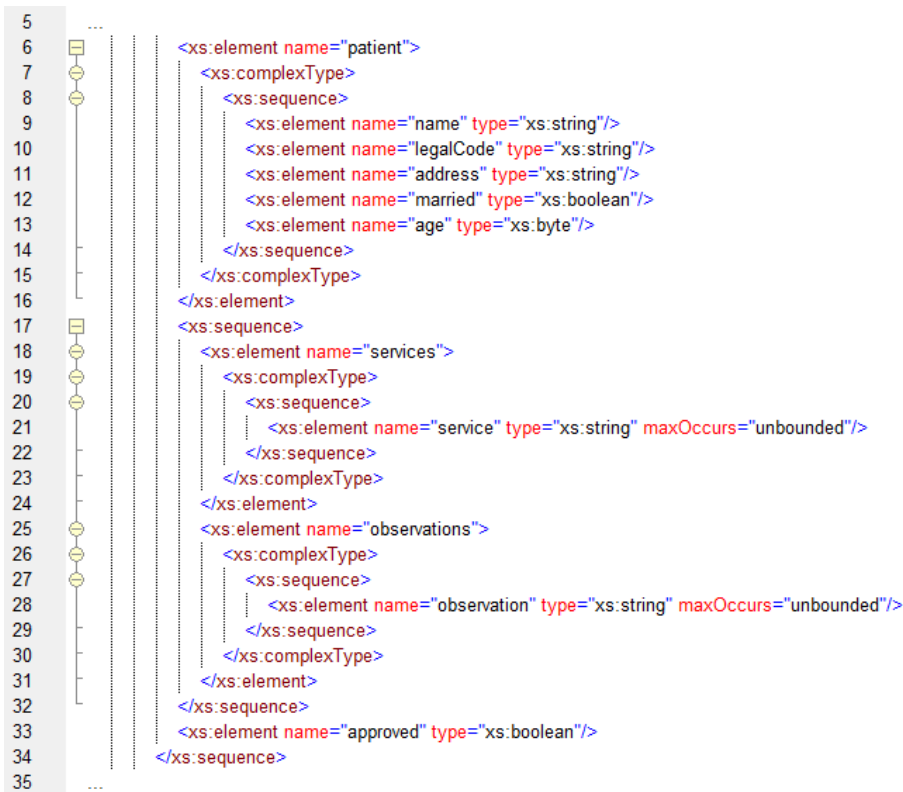 5 ...
6 <xs:element name="patient">
7 <xs:complexType>
8 <xs:sequence>
9 <xs:element name="name" type="xs:string"/>
10 <xs:element name="legalCode" type="xs:string"/>
11 <xs:element name="address" type="xs:string"/>
12 <xs:element name="married" type="xs:boolean"/>
13 <xs:element name="age" type="xs:byte"/>
14 </xs:sequence>
15 </xs:complexType>
16 </xs:element>
17 <xs:sequence>
18 <xs:element name="services">
19 <xs:complexType>
20 <xs:sequence>
21 <xs:element name="service" type="xs:string" maxOccurs="unbounded"/>
22 </xs:sequence>
23 </xs:complexType>
24 </xs:element>
25 <xs:element name="observations">
26 <xs:complexType>
27 <xs:sequence>
28 <xs:element name="observation" type="xs:string" maxOccurs="unbounded"/>
29 </xs:sequence>
30 </xs:complexType>
31 </xs:element>
32 </xs:sequence>
33 <xs:element name="approved" type="xs:boolean"/>
34 </xs:sequence>
35 ...